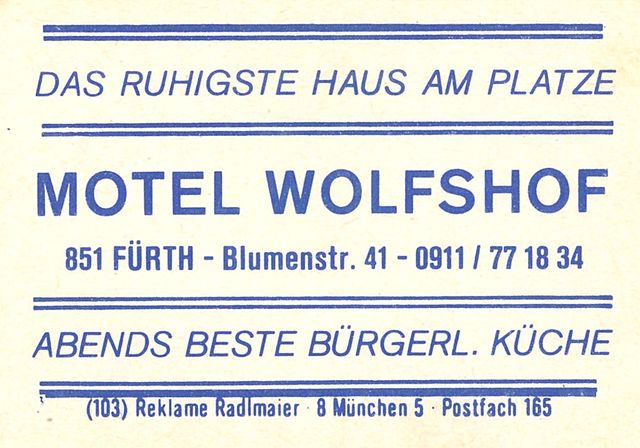 DAS RUHIGSTE HAUS AM PLATZE
MOTEL WOLFSHOF
851 FÜRTH - Blumenstr. 41 - 0911 / 77 18 34
ABENDS BESTE BÜRGERL. KÜCHE
(103) Reklame Radlmaier · 8 München 5 · Postfach 165